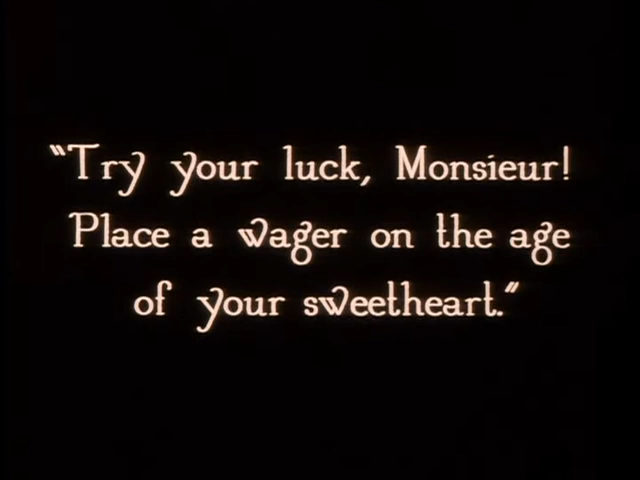 "Try your luck, Monsieur!
Place a wager on the age
of your sweetheart."